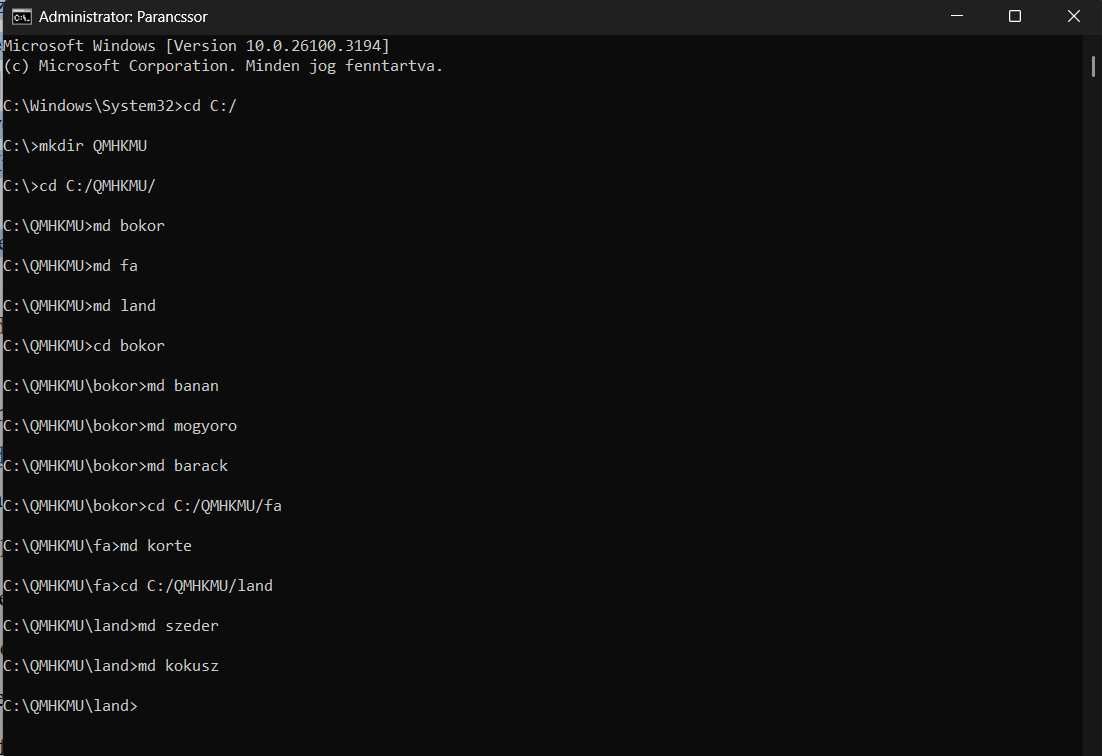 Administrator: Parancssor
Microsoft Windows [Version 10.0.26100.3194]
(c) Microsoft Corporation. Minden jog fenntartva.
C:\Windows\System32>cd C:/
C:\>mkdir QMHKMU
C:\>cd C:/QMHKMU/
C:\QMHKMU>md bokor
C:\QMHKMU>md fa
C:\QMHKMU>md land
C:\QMHKMU>cd bokor
C:\QMHKMU\bokor>md banan
C:\QMHKMU\bokor>md mogyoro
C:\QMHKMU\bokor>md barack
C:\QMHKMU\bokor>cd C:/QMHKMU/fa
C:\QMHKMU\fa>md korte
C:\QMHKMU\fa>cd C:/QMHKMU/land
C:\QMHKMU\land>md szeder
C:\QMHKMU\land>md kokusz
C:\QMHKMU\land>